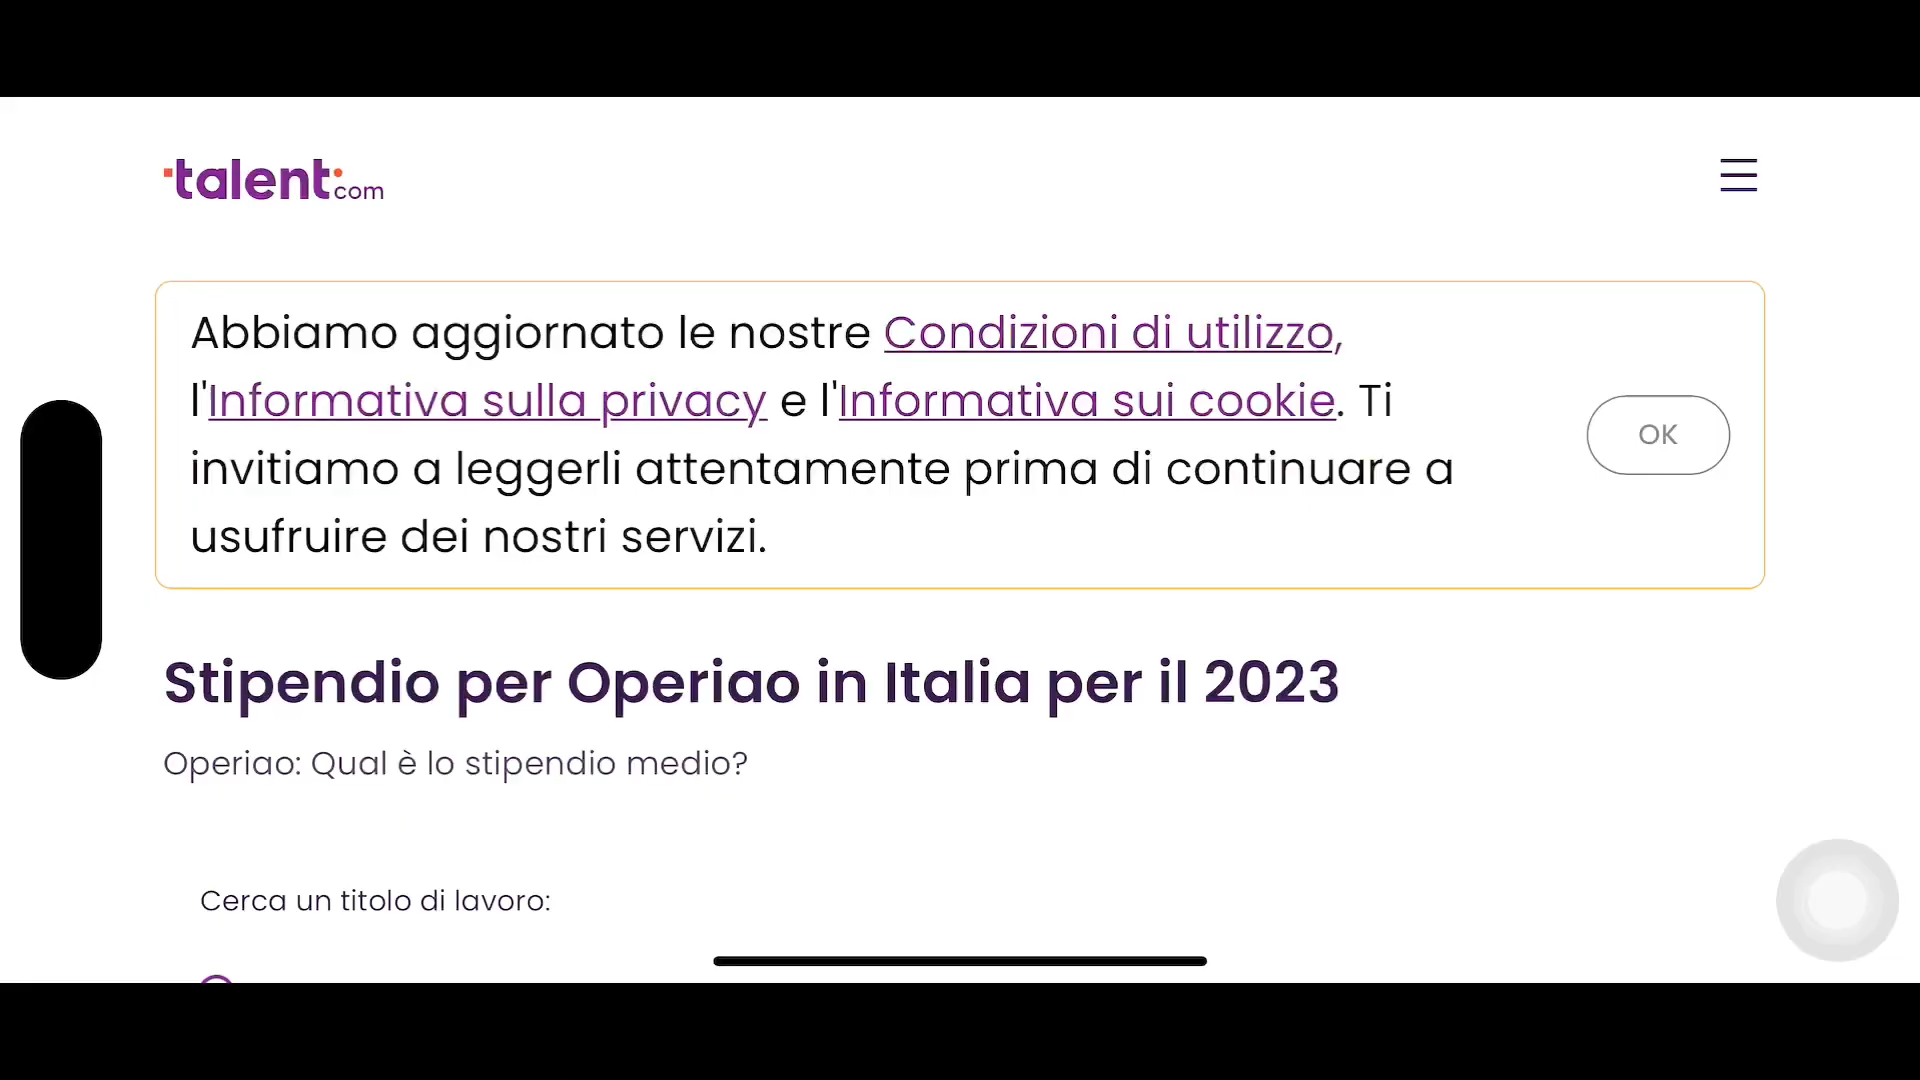 talent.com
Abbiamo aggiornato le nostre Condizioni di utilizzo,
l'Informativa sulla privacy e l'Informativa sui cookie. Ti
invitiamo a leggerli attentamente prima di continuare a
usufruire dei nostri servizi.
OK
Stipendio per Operiao in Italia per il 2023
Operiao: Qual è lo stipendio medio?
Cerca un titolo di lavoro: